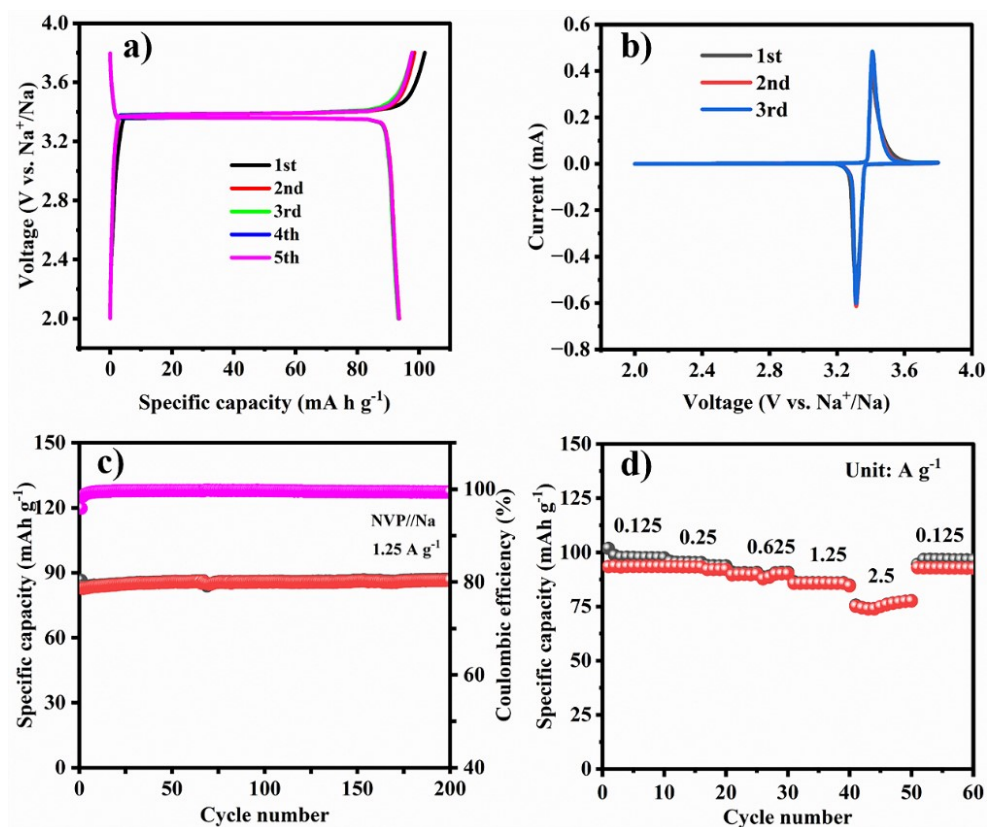 a)
4.0
3.6
3.2
2.8
2.4
2.0
Voltage (V vs. Na⁺/Na)
1st
2nd
3rd
4th
5th
0 20 40 60 80 100
Specific capacity (mA h g⁻¹)
b)
0.6
0.4
0.2
0.0
−0.2
−0.4
−0.6
−0.8
Current (mA)
1st
2nd
3rd
2.0 2.4 2.8 3.2 3.6 4.0
Voltage (V vs. Na⁺/Na)
c)
150
120
90
60
30
0
Specific capacity (mAh g⁻¹)
NVP//Na
1.25 A g⁻¹
100
80
60
40
Coulombic efficiency (%)
0 50 100 150 200
Cycle number
d)
Unit: A g⁻¹
150
125
100
75
50
25
0
Specific capacity (mAh g⁻¹)
0.125
0.25
0.625
1.25
2.5
0.125
0 10 20 30 40 50 60
Cycle number